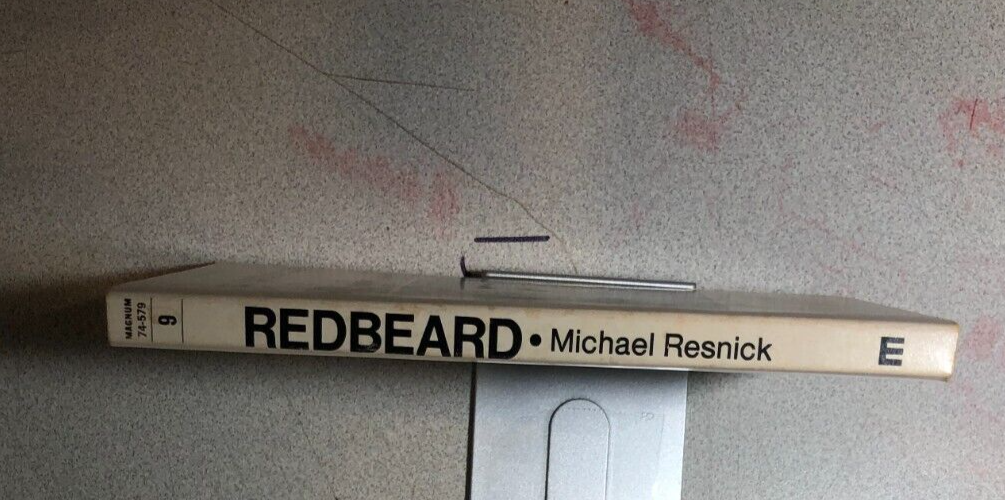 MAGNUM
74-579
9
REDBEARD • Michael Resnick
E